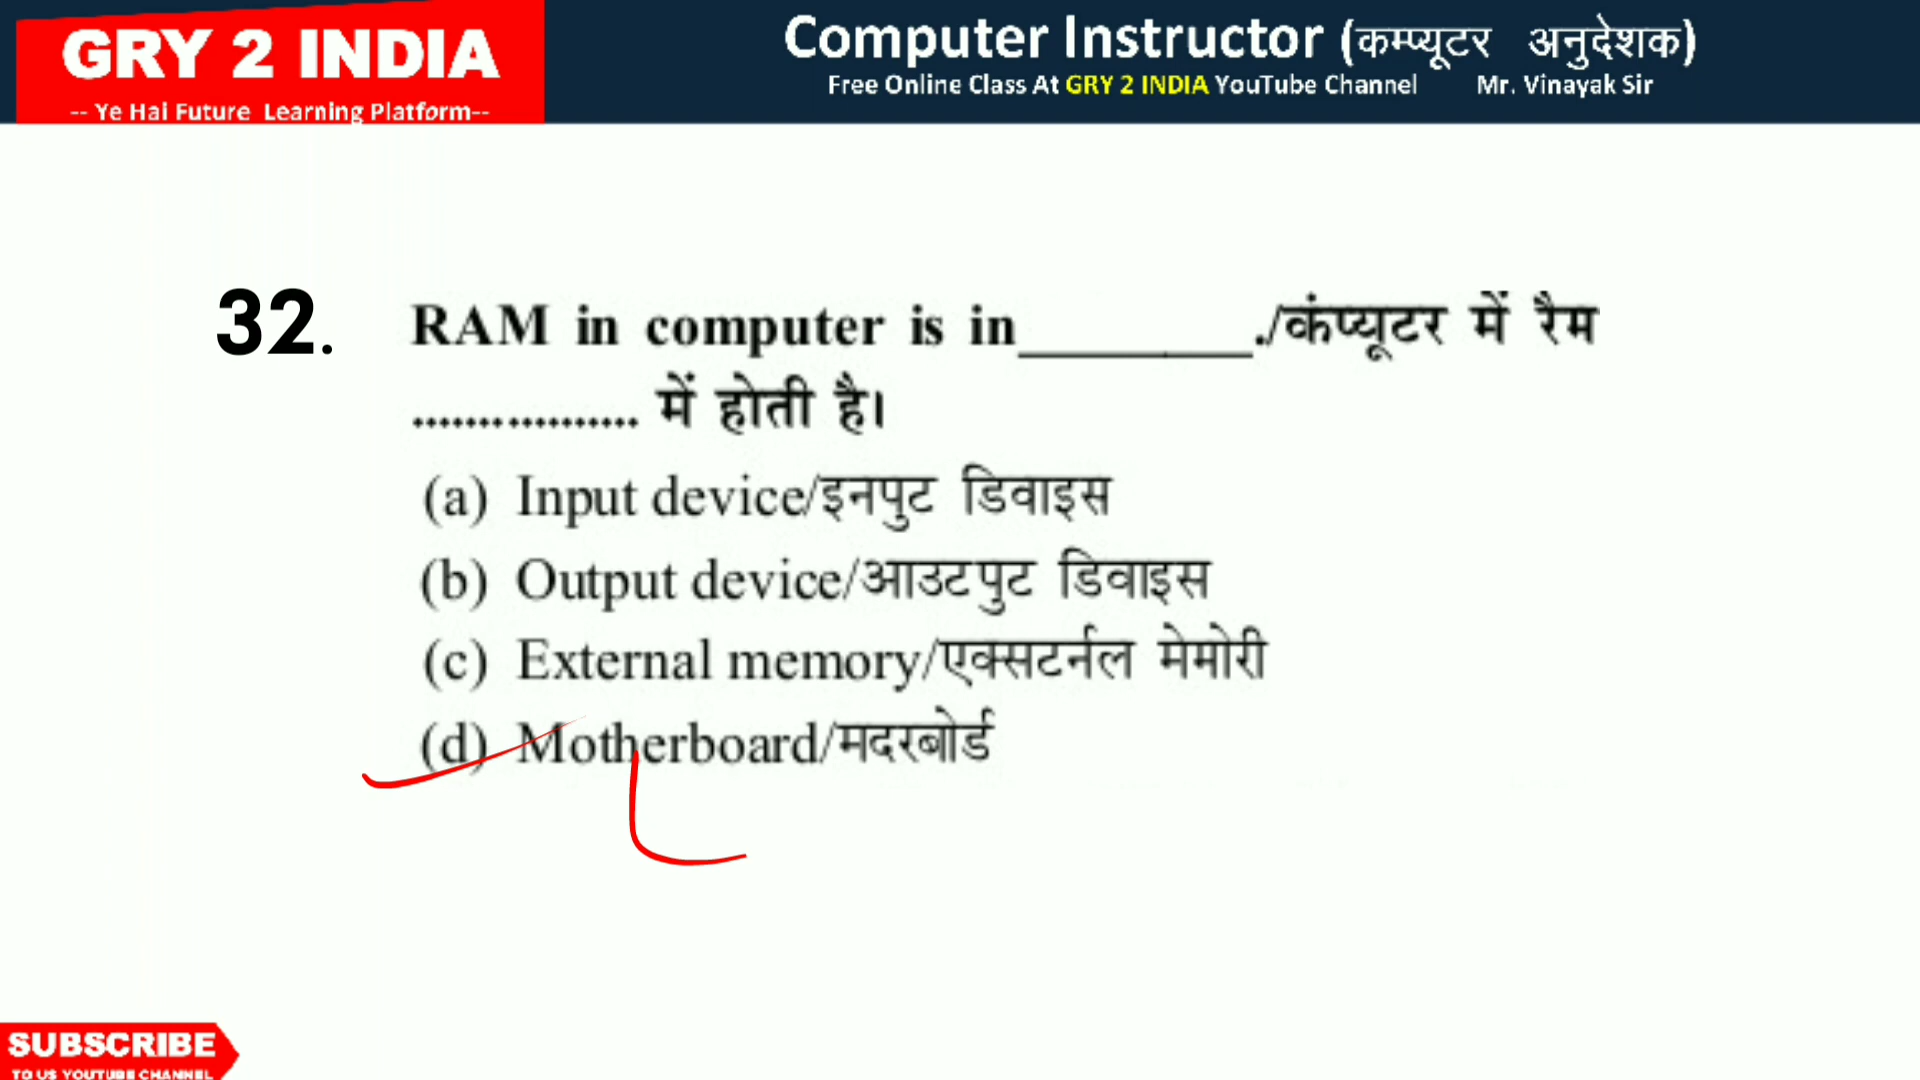 GRY 2 INDIA
-- Ye Hai Future Learning Platform--
Computer Instructor (कम्प्यूटर अनुदेशक)
Free Online Class At GRY 2 INDIA YouTube Channel Mr. Vinayak Sir
32. RAM in computer is in_________./कंप्यूटर में रैम
................. में होती है।
(a) Input device/इनपुट डिवाइस
(b) Output device/आउटपुट डिवाइस
(c) External memory/एक्सटर्नल मेमोरी
(d) Motherboard/मदरबोर्ड
SUBSCRIBE
TO US YOUTUBE CHANNEL